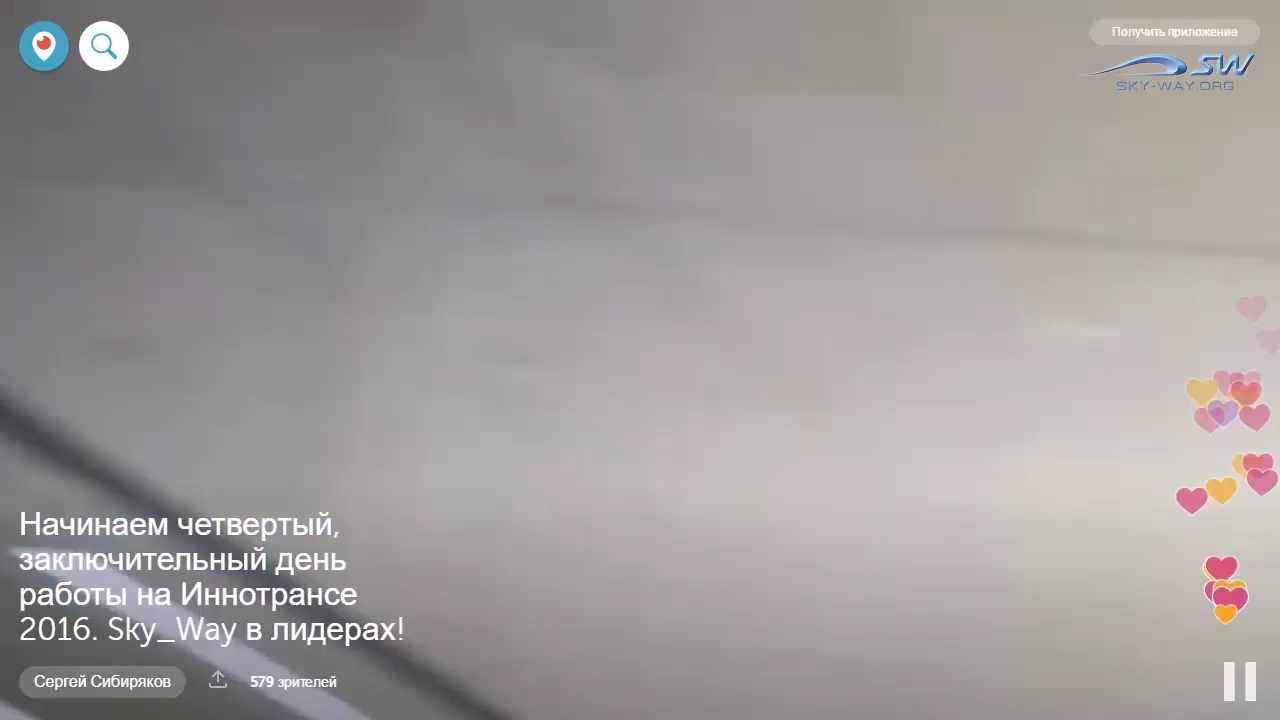 Получить приложение
SW
SKY-WAY.ORG
Начинаем четвертый,
заключительный день
работы на Иннотрансе
2016. Sky_Way в лидерах!
Сергей Сибиряков
579 зрителей